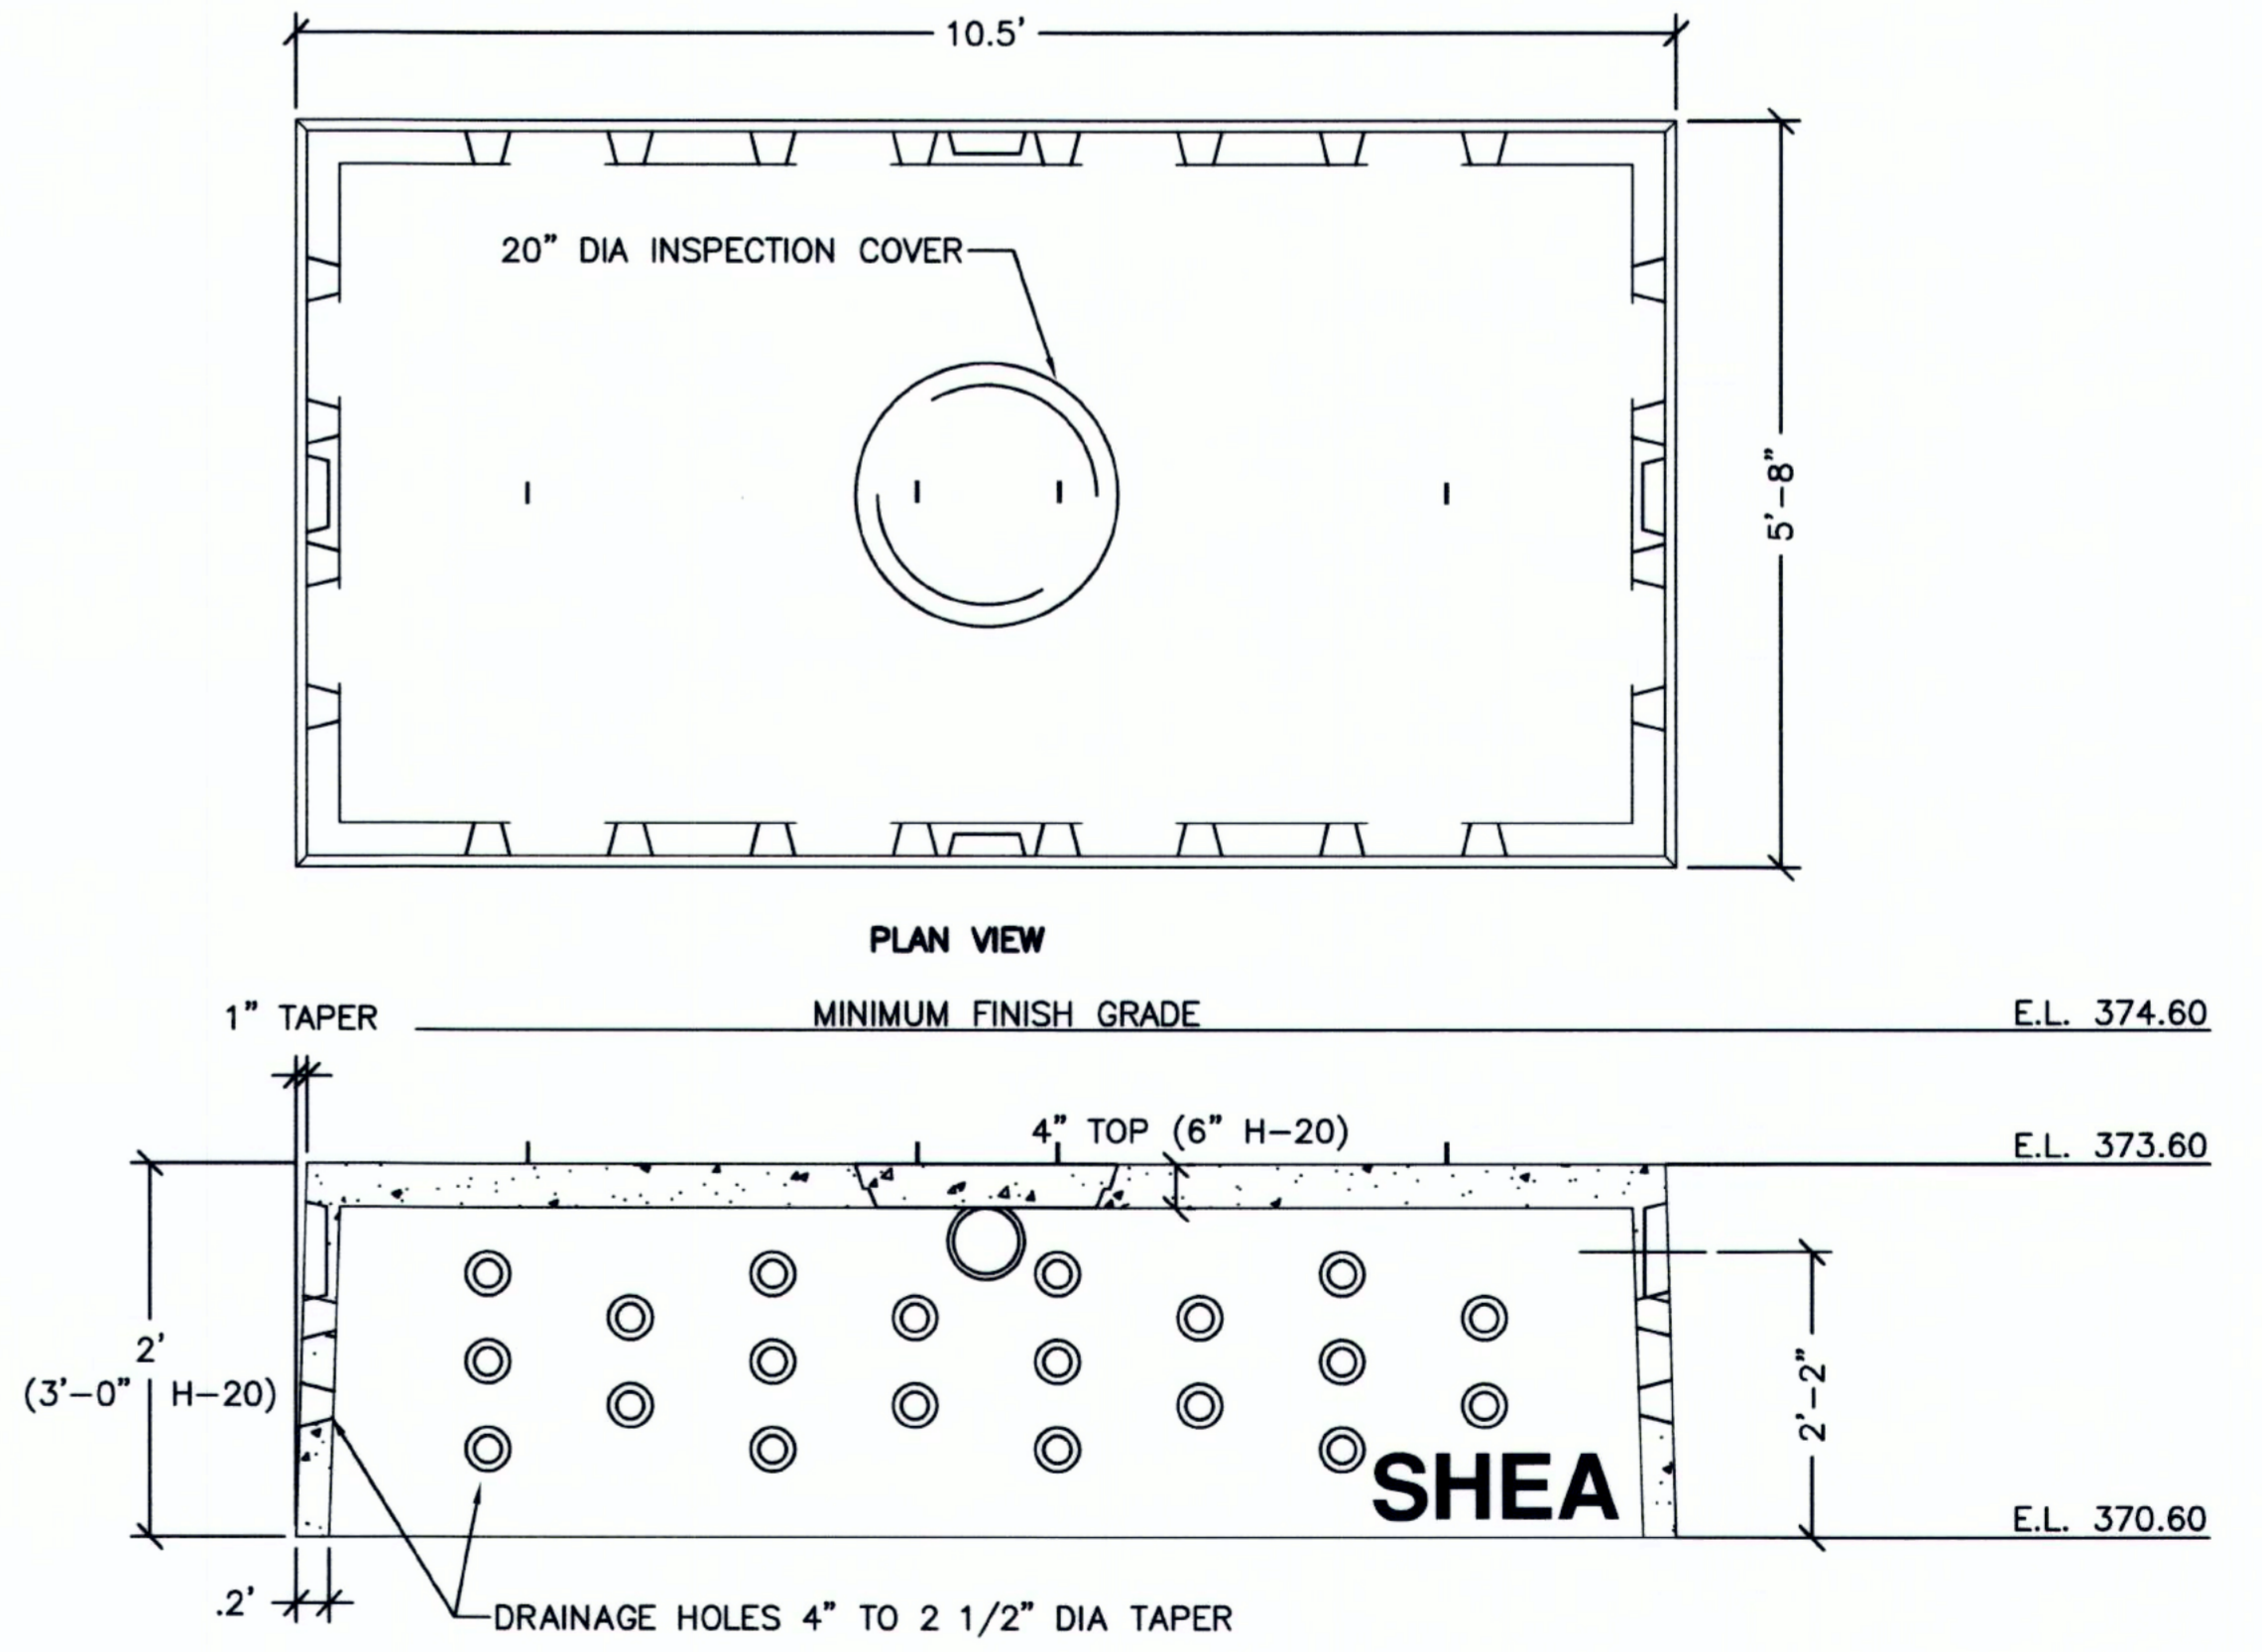 10.5'
20” DIA INSPECTION COVER
5'-8”
PLAN VIEW
1” TAPER
MINIMUM FINISH GRADE
E.L. 374.60
4” TOP (6” H-20)
E.L. 373.60
2'
(3'-0” H-20)
2'-2”
SHEA
E.L. 370.60
.2'
DRAINAGE HOLES 4” TO 2 1/2” DIA TAPER